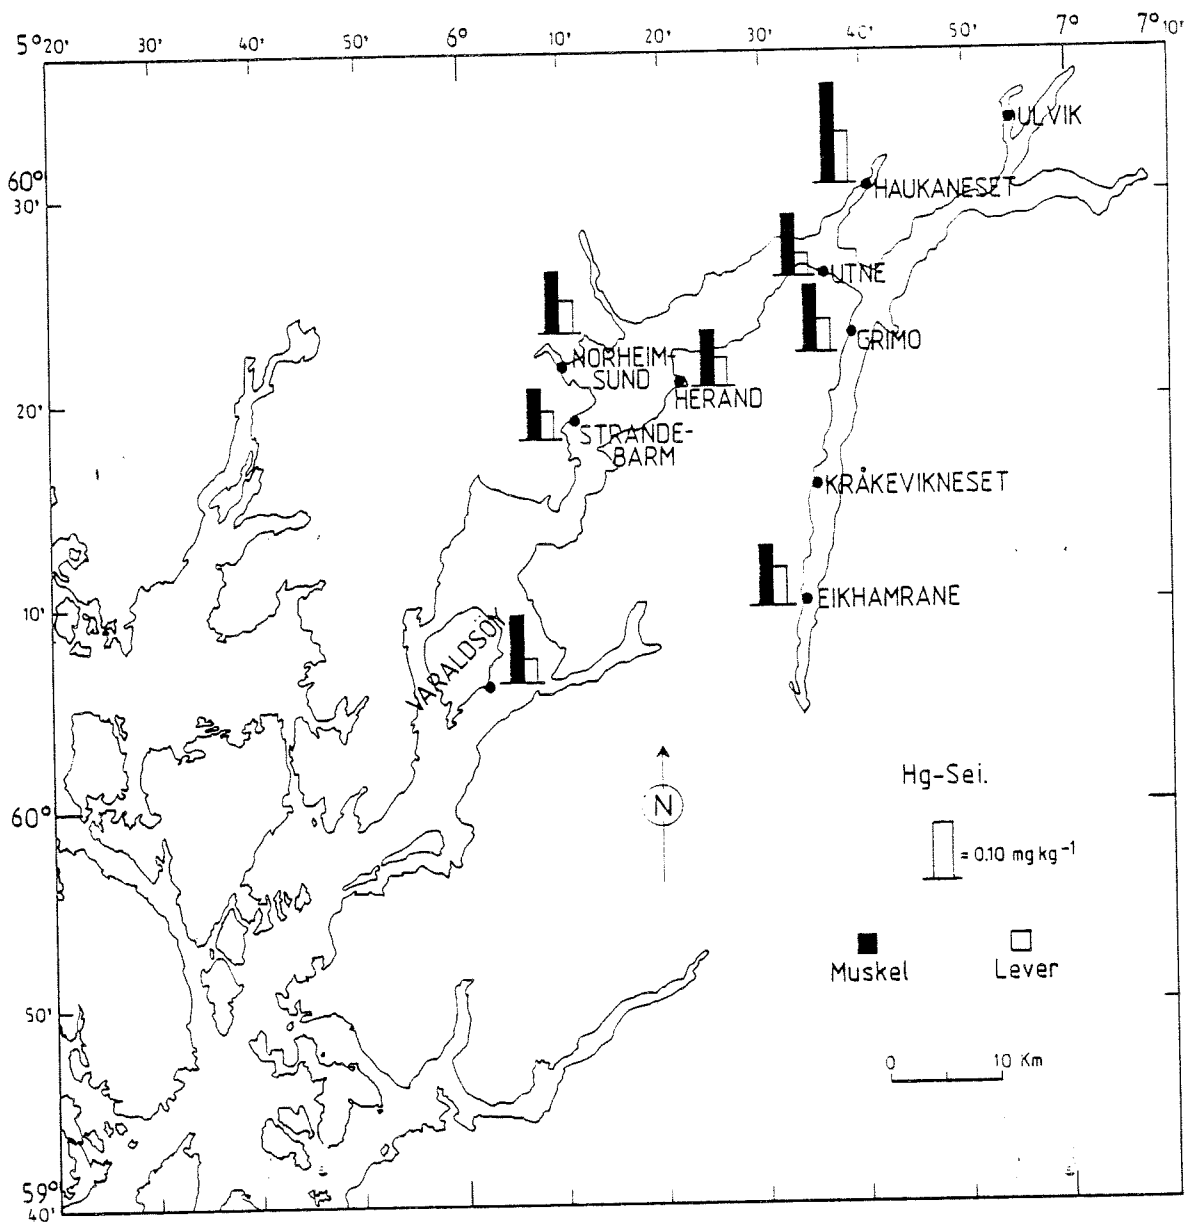 5°20' 30' 40' 50' 6° 10' 20' 30' 40' 50' 7° 7°10'
60°
30'
20'
10'
60°
50'
59°
40'
ULVIK
HAUKANESET
UTNE
GRIMO
NORHEIM-
SUND
HERAND
STRANDE-
BARM
KRÅKEVIKNESET
EIKHAMRANE
VARALDSOY
N
Hg-Sei.
= 0.10 mg kg⁻¹
Muskel
Lever
0 10 Km